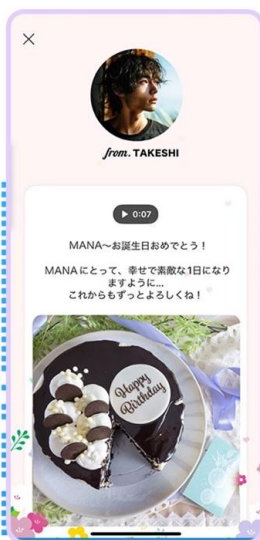 from. TAKESHI
0:07
MANA〜お誕生日おめでとう！
MANAにとって、幸せで素敵な1日になり
ますように...
これからもずっとよろしくね！
Happy
Birthday